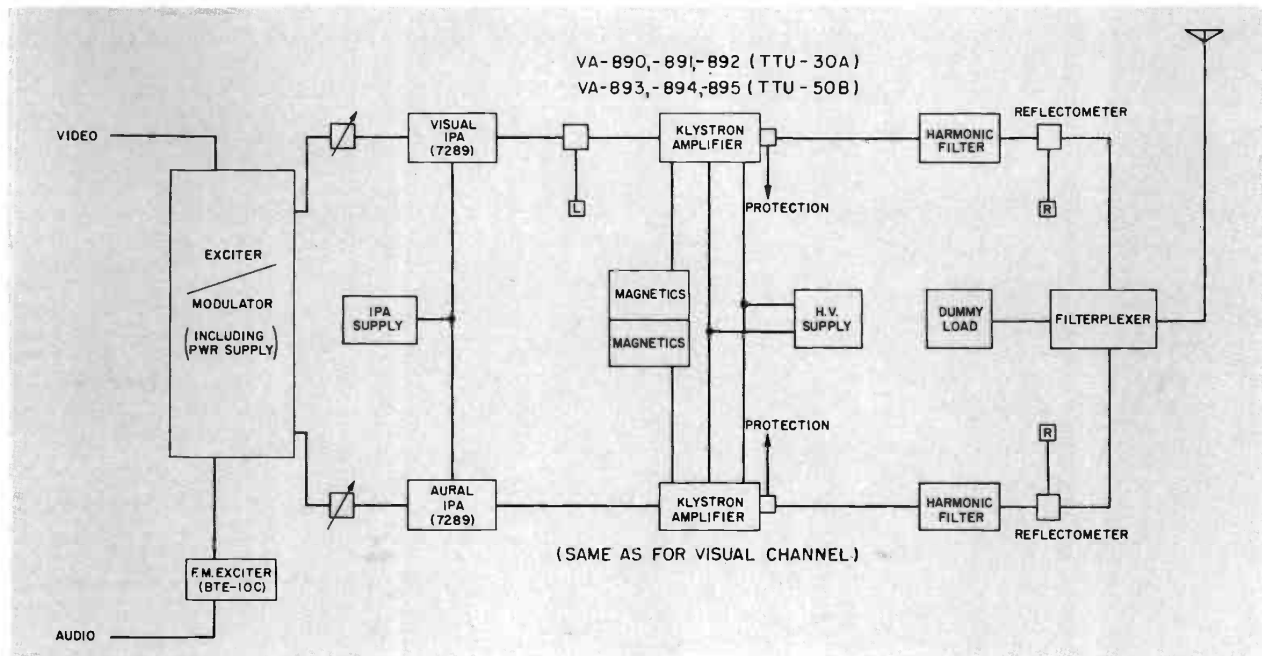 VA-890,-891,-892 (TTU-30A)
VA-893,-894,-895 (TTU-50B)
VIDEO
VISUAL
IPA
(7289)
KLYSTRON
AMPLIFIER
HARMONIC
FILTER
REFLECTOMETER
L
PROTECTION
R
EXCITER
MODULATOR
(INCLUDING
PWR SUPPLY)
IPA
SUPPLY
MAGNETICS
MAGNETICS
H.V.
SUPPLY
DUMMY
LOAD
FILTERPLEXER
PROTECTION
R
AURAL
IPA
(7289)
KLYSTRON
AMPLIFIER
HARMONIC
FILTER
REFLECTOMETER
(SAME AS FOR VISUAL CHANNEL.)
F.M. EXCITER
(BTE-10C)
AUDIO